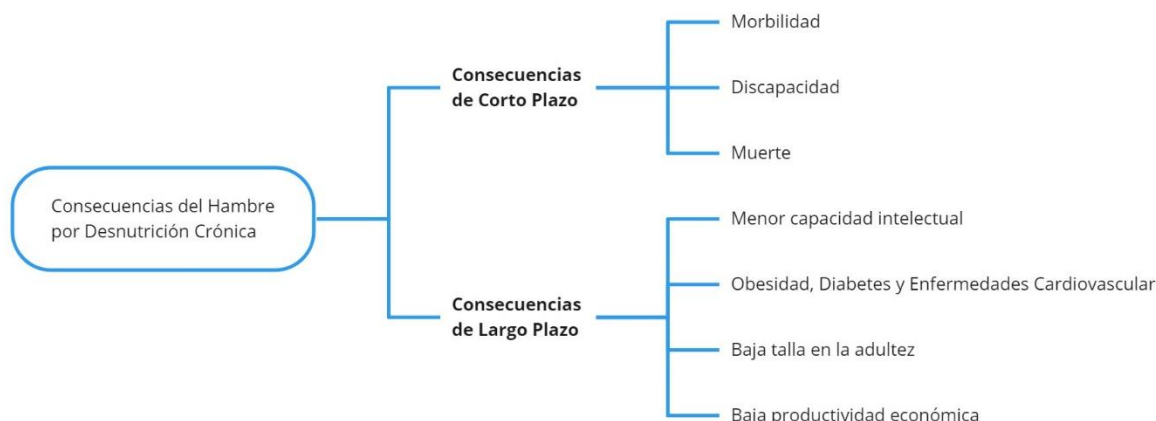 Consecuencias del Hambre
por Desnutrición Crónica
Consecuencias
de Corto Plazo
Morbilidad
Discapacidad
Muerte
Consecuencias
de Largo Plazo
Menor capacidad intelectual
Obesidad, Diabetes y Enfermedades Cardiovascular
Baja talla en la adultez
Baja productividad económica